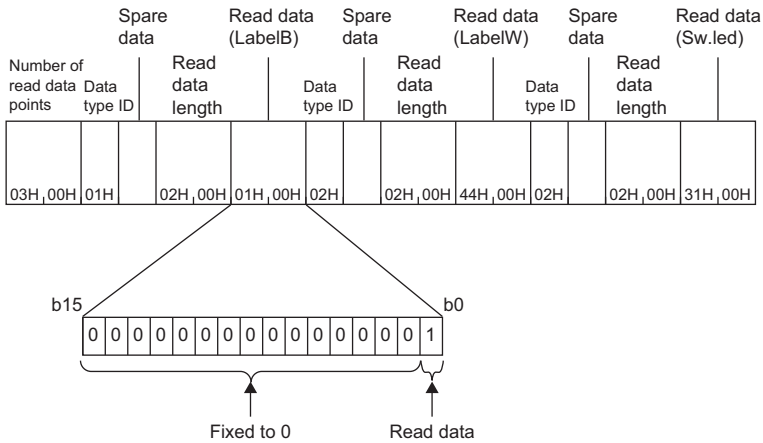 Spare data
Read data (LabelB)
Spare data
Read data (LabelW)
Spare data
Read data (Sw.led)
Number of read data points
Data type ID
Read data length
Data type ID
Read data length
Data type ID
Read data length
03H 00H 01H 02H 00H 01H 00H 02H 02H 00H 44H 00H 02H 02H 00H 31H 00H
b15 b0
0 0 0 0 0 0 0 0 0 0 0 0 0 0 0 1
Fixed to 0 Read data